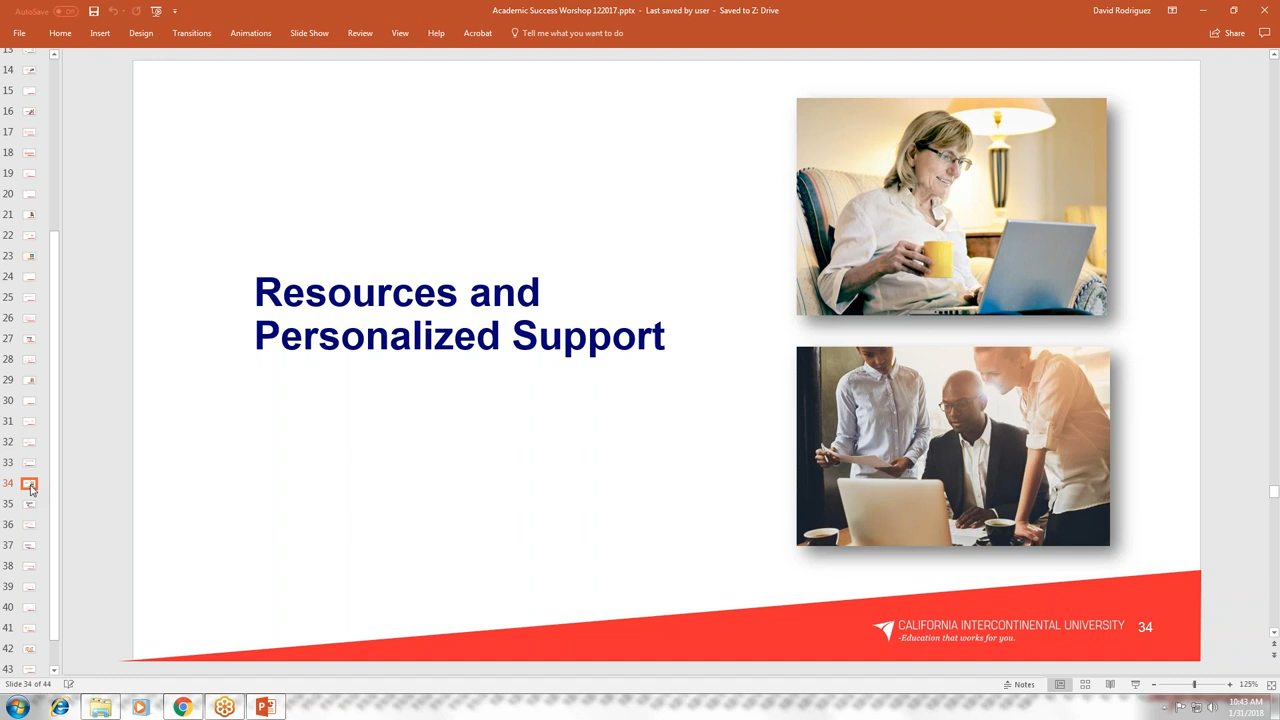 AutoSave Off
Academic Success Worshop 122017.pptx - Last saved by user - Saved to Z: Drive
David Rodriguez
File Home Insert Design Transitions Animations Slide Show Review View Help Acrobat Tell me what you want to do
Share
13
14
15
16
17
18
19
20
21
22
23
24
25
26
27
28
29
30
31
32
33
34
35
36
37
38
39
40
41
42
43
Resources and
Personalized Support
CALIFORNIA INTERCONTINENTAL UNIVERSITY
-Education that works for you.
34
Slide 34 of 44
Notes
125%
10:43 AM
1/31/2018